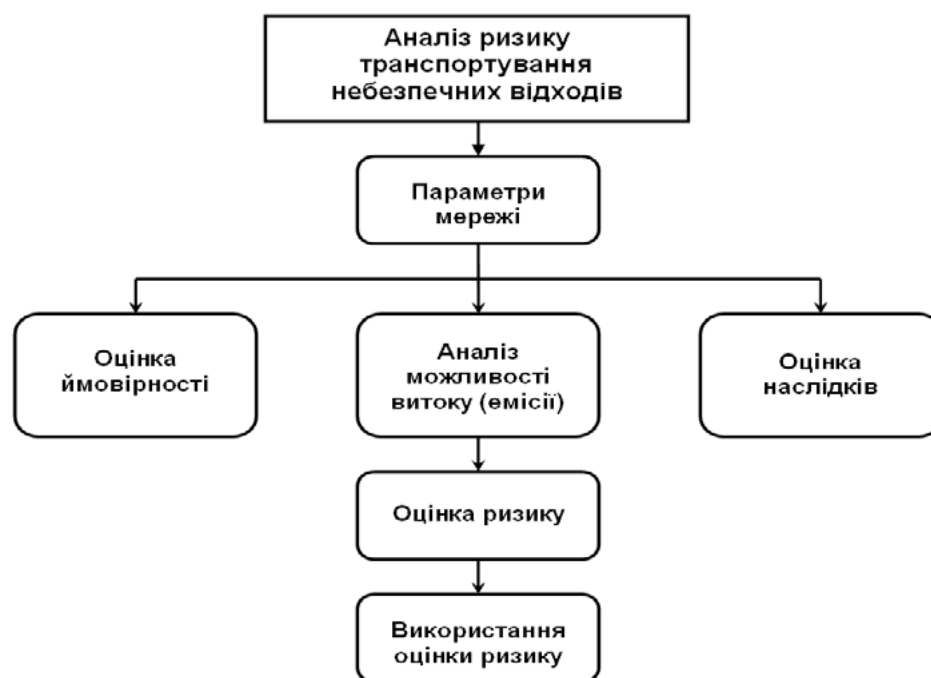 Аналіз ризику
транспортування
небезпечних відходів
Параметри
мережі
Оцінка
ймовірності
Аналіз
можливості
витоку (емісії)
Оцінка
наслідків
Оцінка ризику
Використання
оцінки ризику